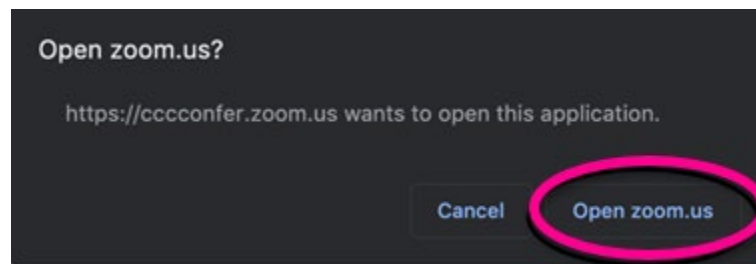 Open zoom.us?
https://cccconfer.zoom.us wants to open this application.
Cancel Open zoom.us